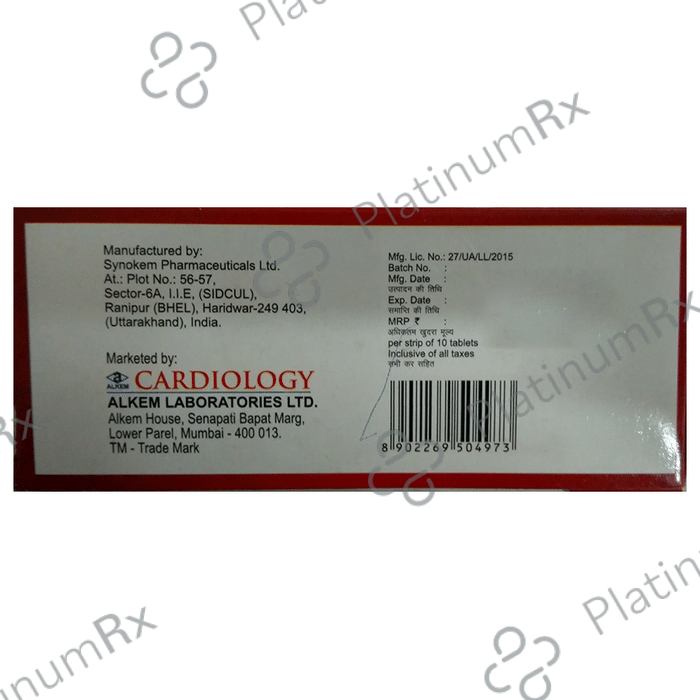 PlatinumRx
PlatinumRx
Manufactured by:
Synokem Pharmaceuticals Ltd.
At.: Plot No.: 56-57,
Sector-6A, I.I.E, (SIDCUL),
Ranipur (BHEL), Haridwar-249 403,
(Uttarakhand), India.
Marketed by:
ALKEM
CARDIOLOGY
ALKEM LABORATORIES LTD.
Alkem House, Senapati Bapat Marg,
Lower Parel, Mumbai - 400 013.
TM - Trade Mark
Mfg. Lic. No.: 27/UA/LL/2015
Batch No. :
Mfg. Date :
उत्पादन की तिथि
Exp. Date :
समाप्ति की तिथि
MRP ₹ :
अधिकतम खुदरा मूल्य
per strip of 10 tablets
Inclusive of all taxes
सभी कर सहित
8 902269 504973
PlatinumRx
Rx
PlatinumRx